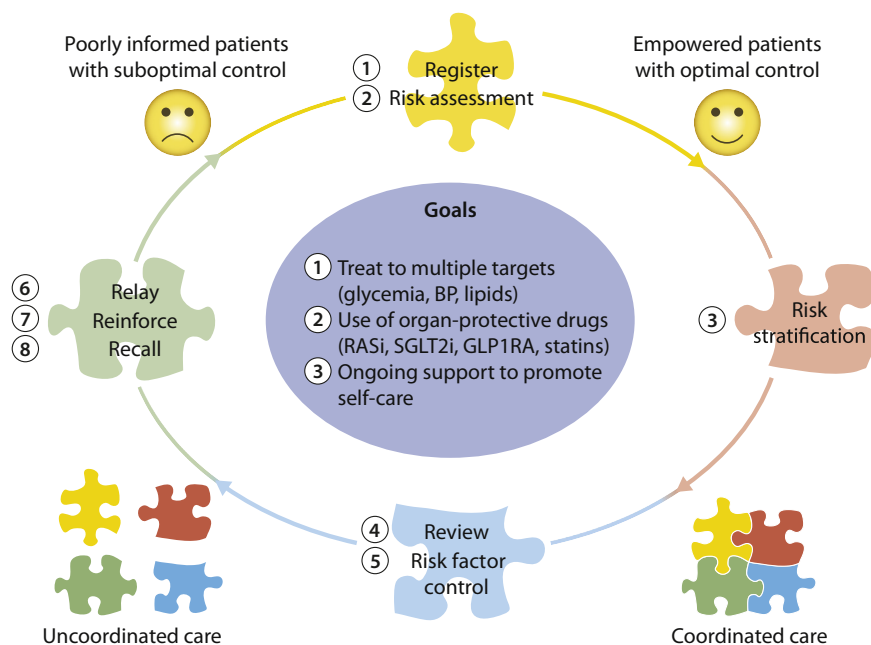 Poorly informed patients
with suboptimal control
1 Register
2 Risk assessment
Empowered patients
with optimal control
Goals
1 Treat to multiple targets
(glycemia, BP, lipids)
2 Use of organ-protective drugs
(RASi, SGLT2i, GLP1RA, statins)
3 Ongoing support to promote
self-care
3 Risk
stratification
4 Review
5 Risk factor
control
6 Relay
7 Reinforce
8 Recall
Uncoordinated care
Coordinated care